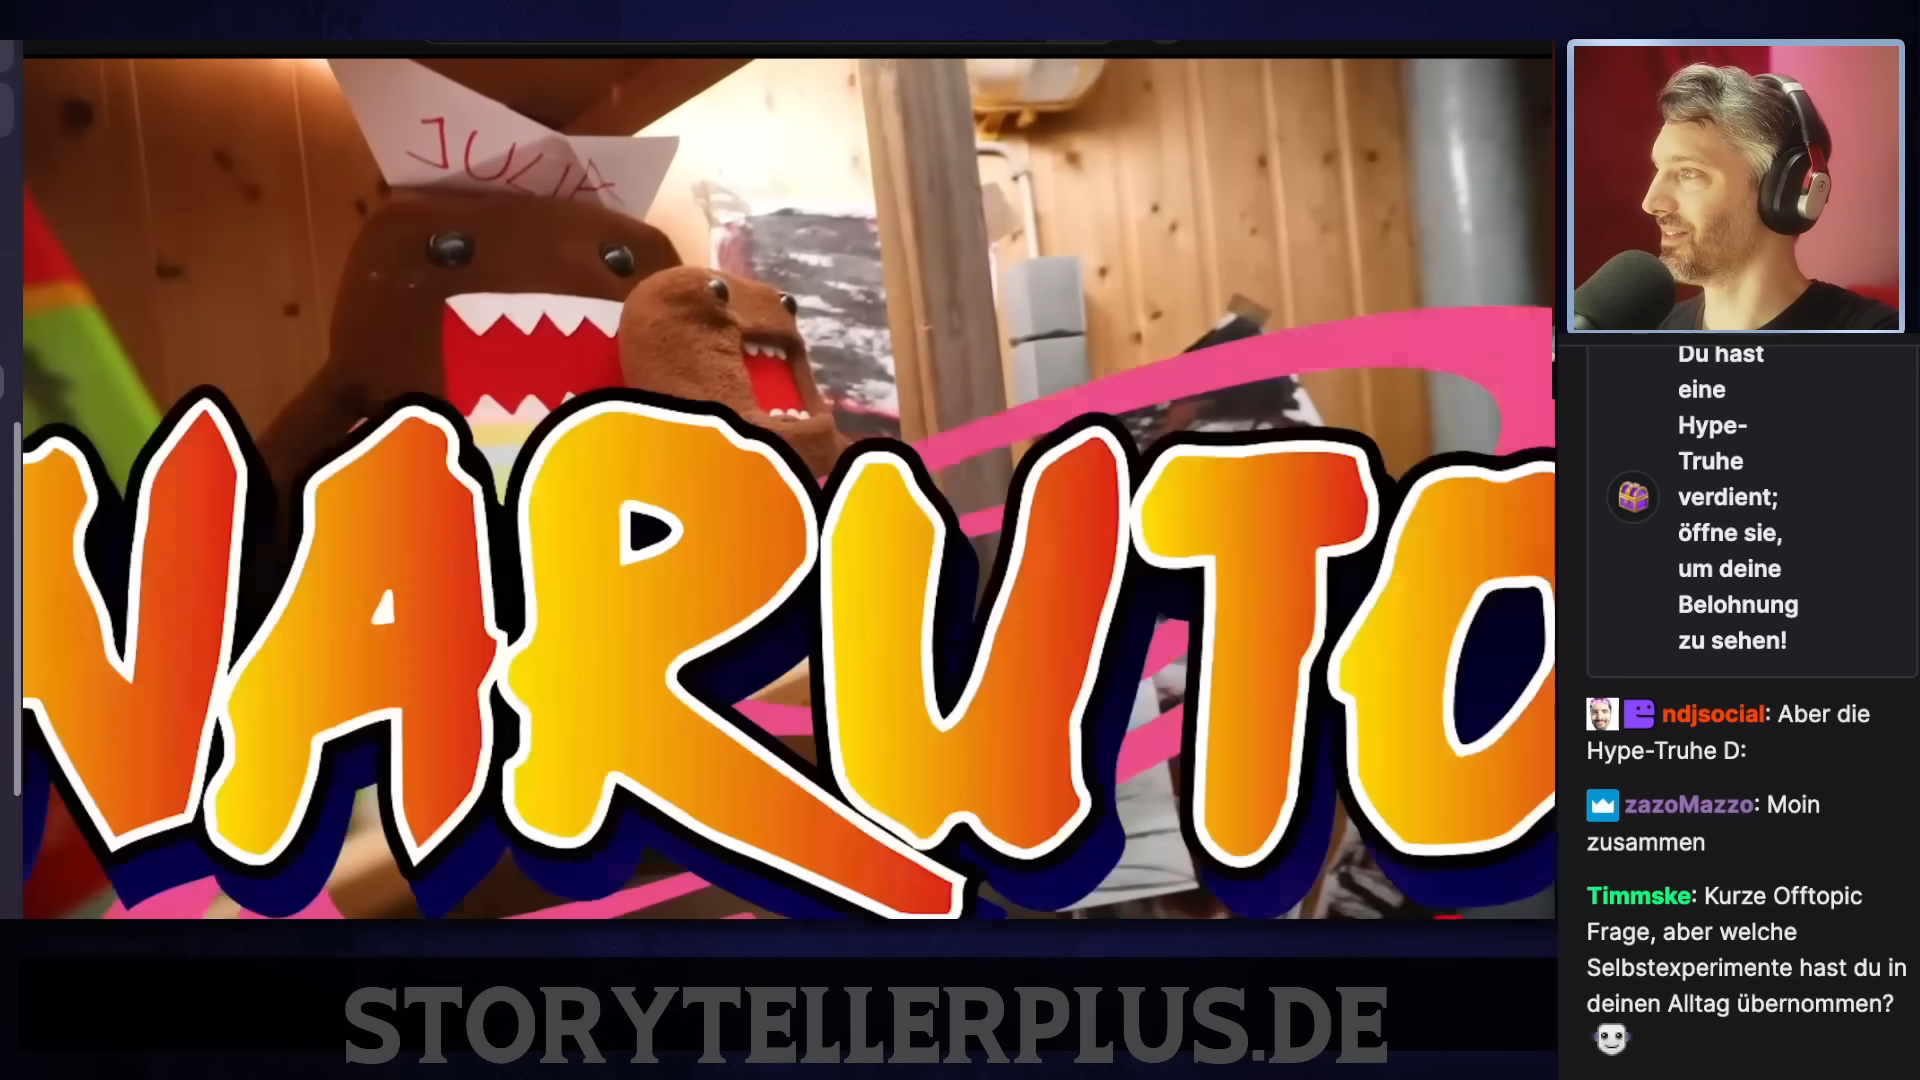 JULIA
NARUTO
STORYTELLERPLUS.DE
Du hast
eine
Hype-
Truhe
verdient;
öffne sie,
um deine
Belohnung
zu sehen!
ndjsocial: Aber die
Hype-Truhe D:
zazoMazzo: Moin
zusammen
Timmske: Kurze Offtopic
Frage, aber welche
Selbstexperimente hast du in
deinen Alltag übernommen?